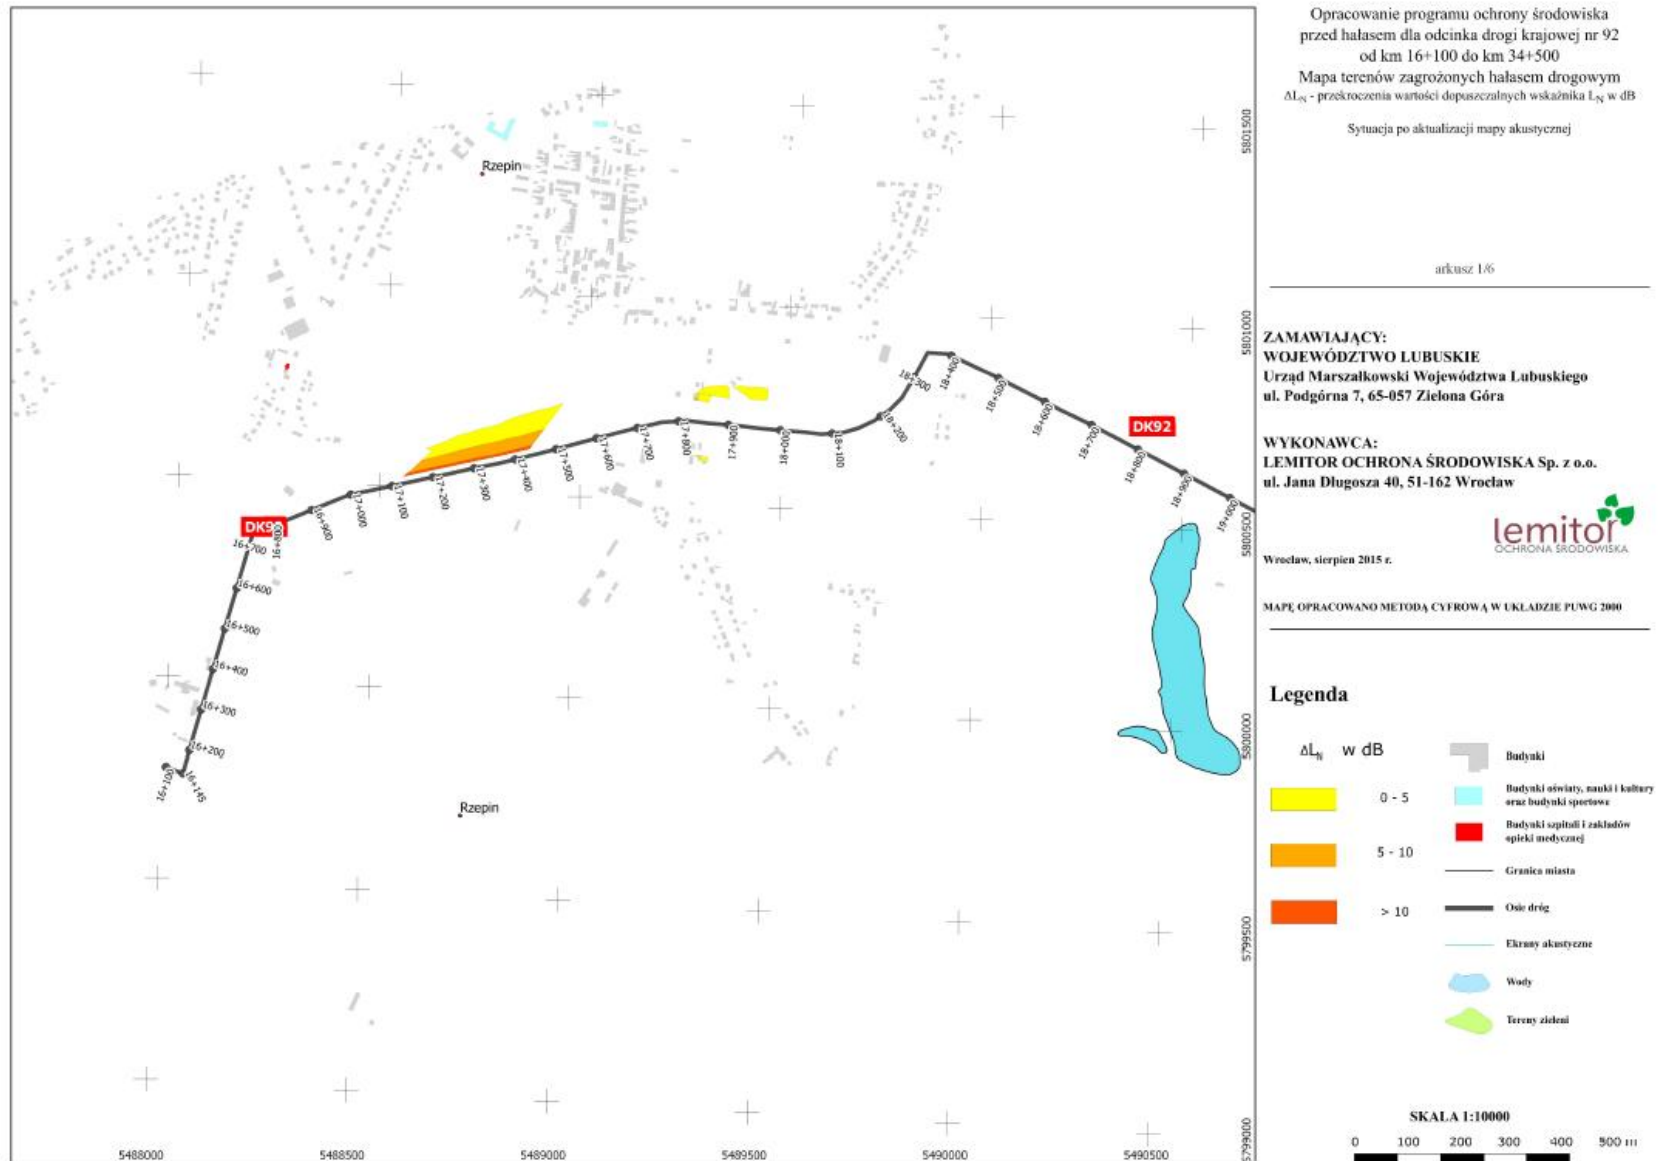 Opracowanie programu ochrony środowiska
przed hałasem dla odcinka drogi krajowej nr 92
od km 16+100 do km 34+500
Mapa terenów zagrożonych hałasem drogowym
ΔLN - przekroczenia wartości dopuszczalnych wskaźnika LN w dB
Sytuacja po aktualizacji mapy akustycznej
arkusz 1/6
ZAMAWIAJĄCY:
WOJEWÓDZTWO LUBUSKIE
Urząd Marszałkowski Województwa Lubuskiego
ul. Podgórna 7, 65-057 Zielona Góra
WYKONAWCA:
LEMITOR OCHRONA ŚRODOWISKA Sp. z o.o.
ul. Jana Długosza 40, 51-162 Wrocław
lemitor
OCHRONA ŚRODOWISKA
Wrocław, sierpien 2015 r.
MAPĘ OPRACOWANO METODĄ CYFROWĄ W UKŁADZIE PUWG 2000
Legenda
ΔLN w dB
0 - 5
5 - 10
> 10
Budynki
Budynki oświaty, nauki i kultury
oraz budynki sportowe
Budynki szpitali i zakładów
opieki medycznej
Granica miasta
Osie dróg
Ekrany akustyczne
Wody
Tereny zieleni
SKALA 1:10000
0 100 200 300 400 500 m
Rzepin
Rzepin
DK92
16+100
16+145
16+200
16+300
16+400
16+500
16+600
16+700
16+800
16+900
17+000
17+100
17+200
17+300
17+400
17+500
17+600
17+700
17+800
17+900
18+000
18+100
18+200
18+300
18+400
18+500
18+600
18+700
18+800
18+900
19+000
5801500
5801000
5800500
5800000
5799500
5799000
5488000
5488500
5489000
5489500
5490000
5490500